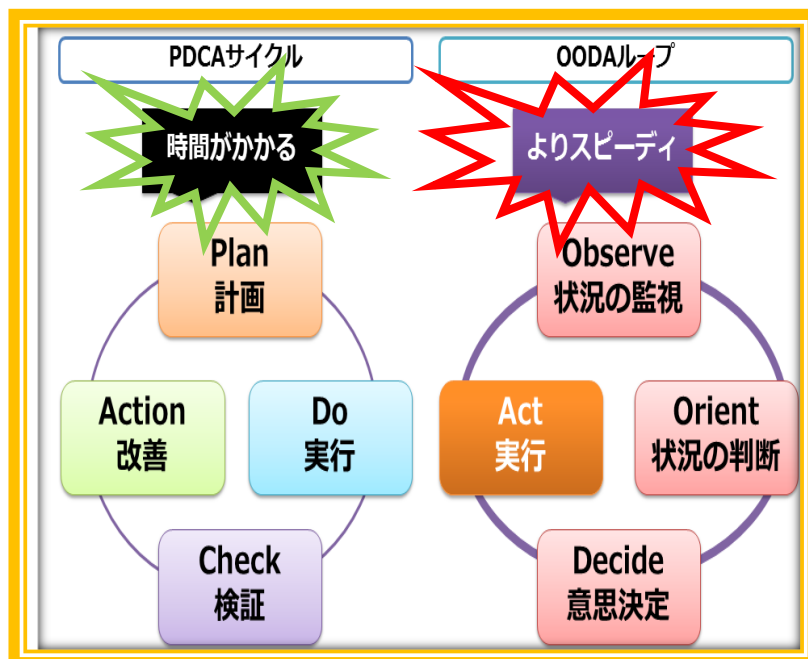 PDCAサイクル
OODAループ
時間がかかる
よりスピーディ
Plan
計画
Do
実行
Check
検証
Action
改善
Observe
状況の監視
Orient
状況の判断
Decide
意思決定
Act
実行